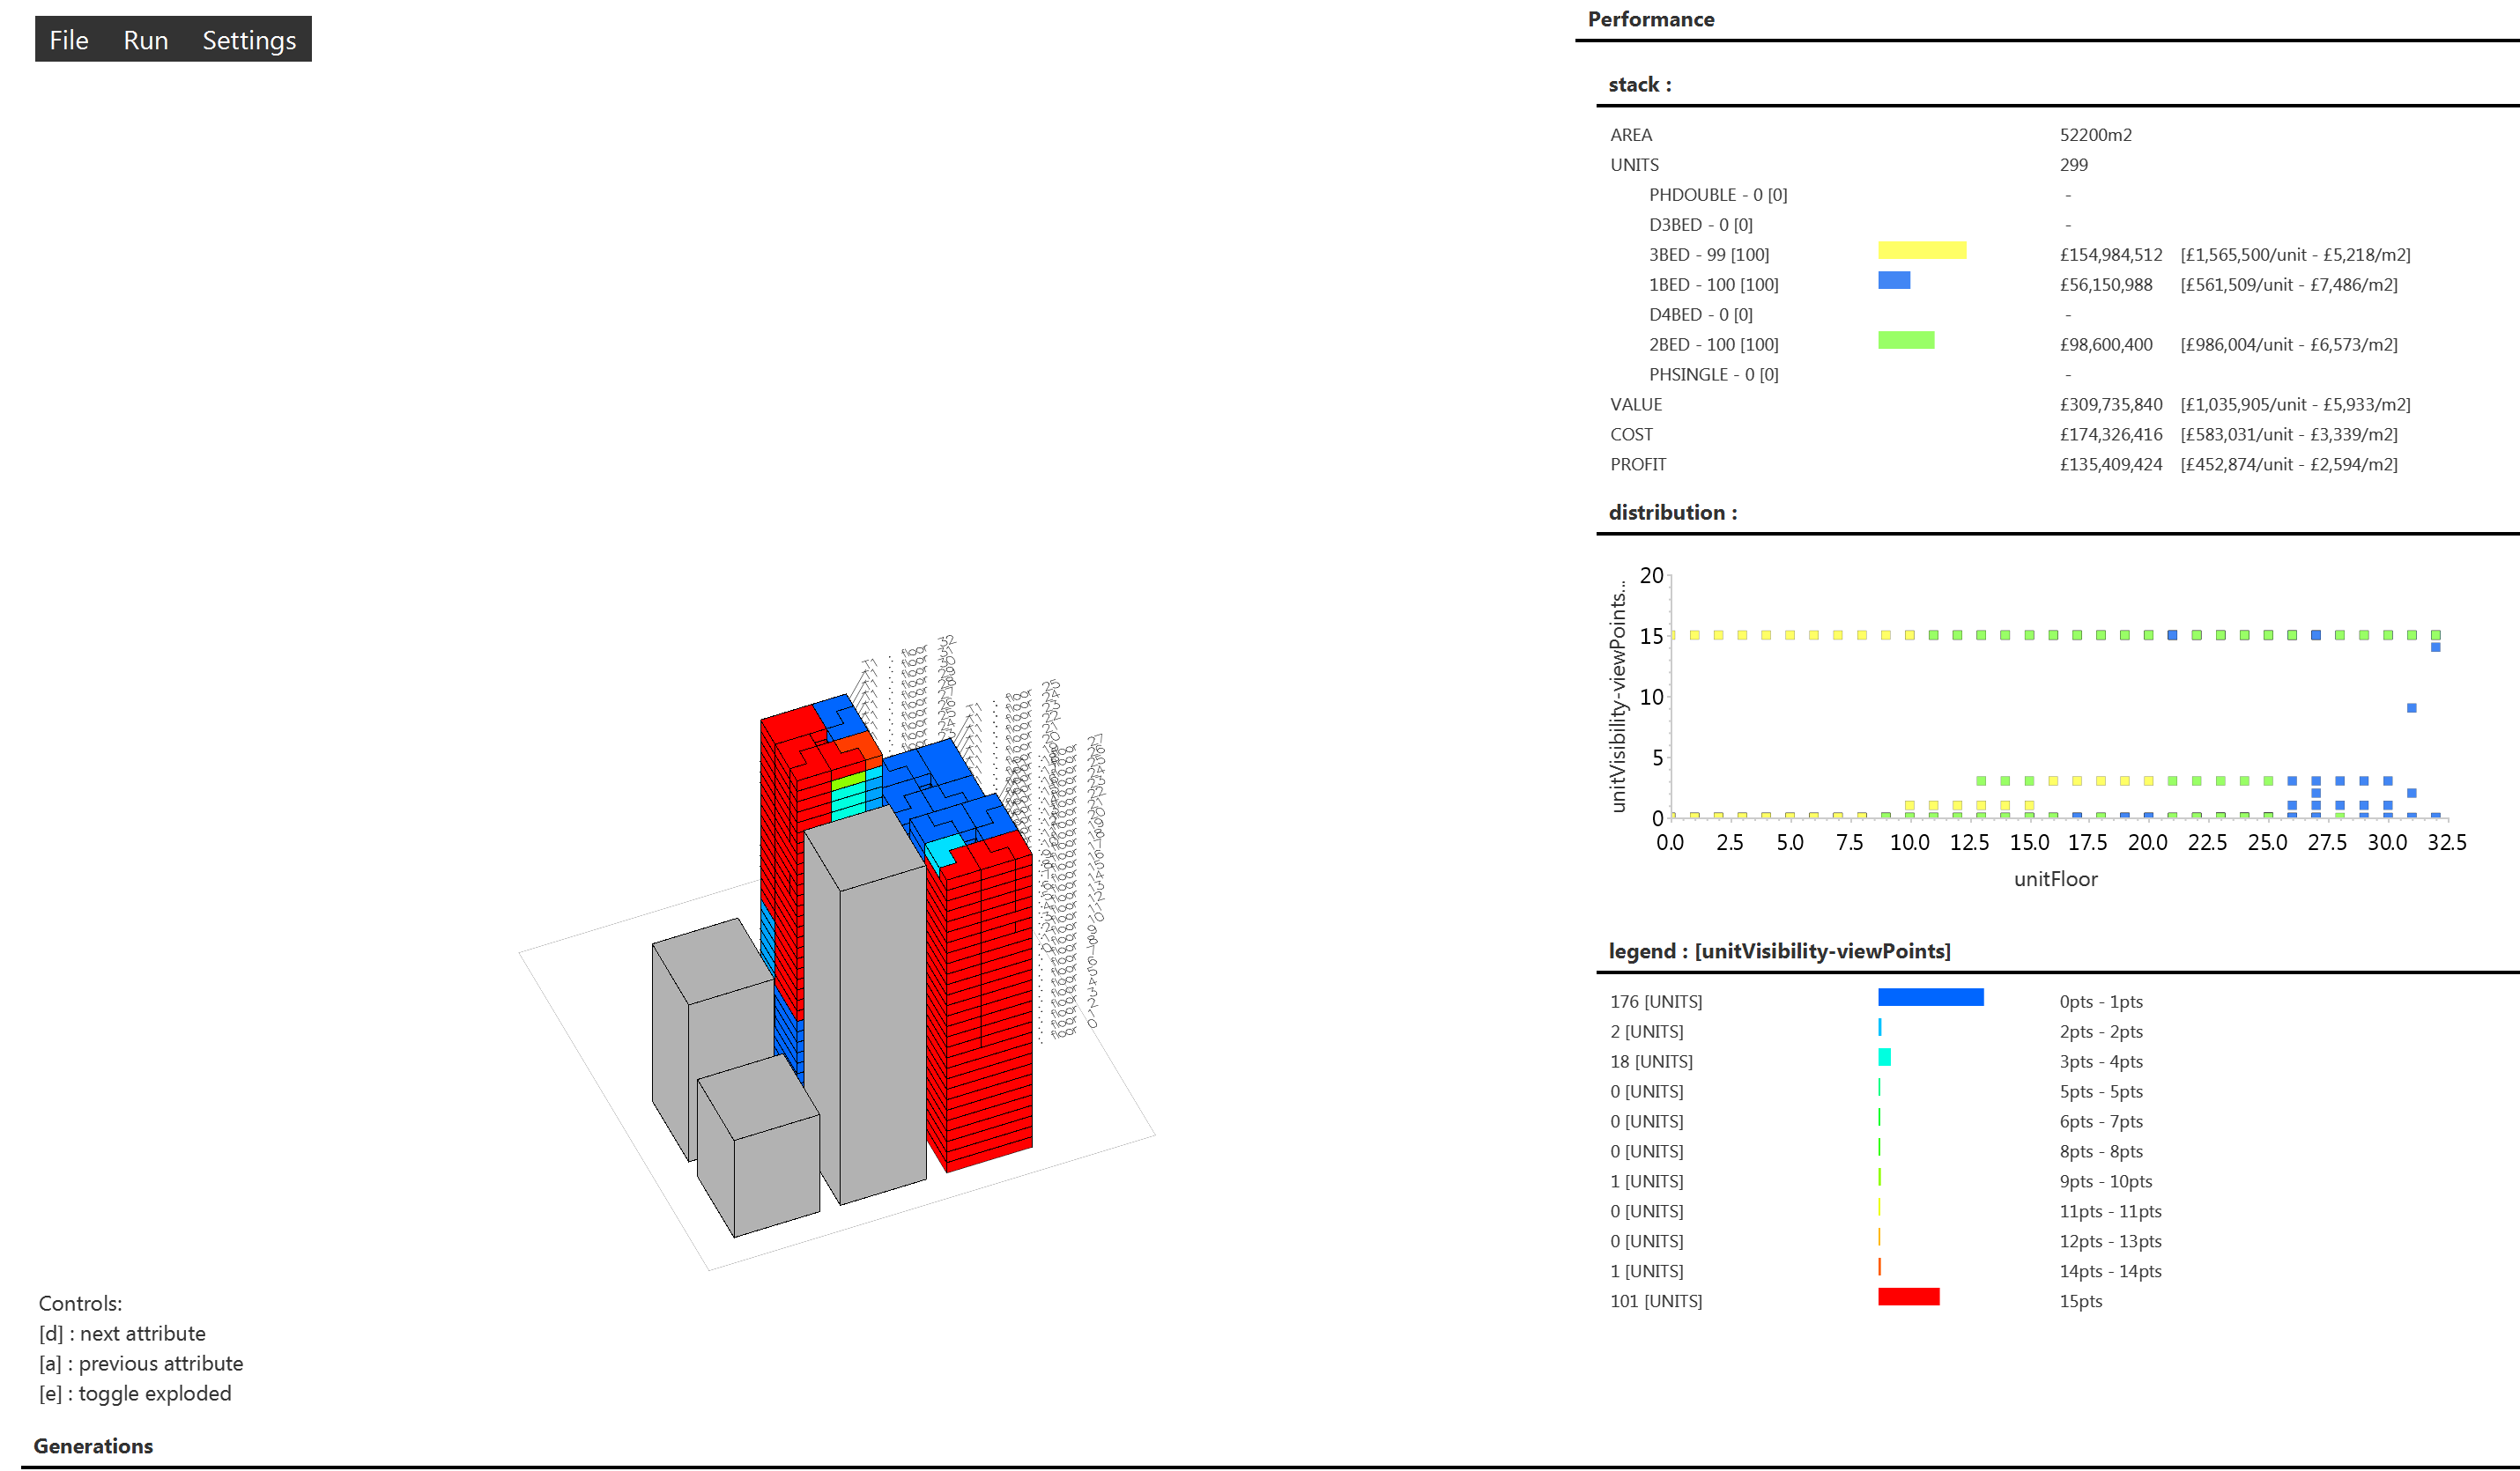 File Run Settings
Performance
stack :
AREA 52200m2
UNITS 299
PHDOUBLE - 0 [0] -
D3BED - 0 [0] -
3BED - 99 [100] £154,984,512 [£1,565,500/unit - £5,218/m2]
1BED - 100 [100] £56,150,988 [£561,509/unit - £7,486/m2]
D4BED - 0 [0] -
2BED - 100 [100] £98,600,400 [£986,004/unit - £6,573/m2]
PHSINGLE - 0 [0] -
VALUE £309,735,840 [£1,035,905/unit - £5,933/m2]
COST £174,326,416 [£583,031/unit - £3,339/m2]
PROFIT £135,409,424 [£452,874/unit - £2,594/m2]
distribution :
unitVisibility-viewPoints...
20
15
10
5
0
0.0 2.5 5.0 7.5 10.0 12.5 15.0 17.5 20.0 22.5 25.0 27.5 30.0 32.5
unitFloor
legend : [unitVisibility-viewPoints]
176 [UNITS] 0pts - 1pts
2 [UNITS] 2pts - 2pts
18 [UNITS] 3pts - 4pts
0 [UNITS] 5pts - 5pts
0 [UNITS] 6pts - 7pts
0 [UNITS] 8pts - 8pts
1 [UNITS] 9pts - 10pts
0 [UNITS] 11pts - 11pts
0 [UNITS] 12pts - 13pts
1 [UNITS] 14pts - 14pts
101 [UNITS] 15pts
Controls:
[d] : next attribute
[a] : previous attribute
[e] : toggle exploded
Generations